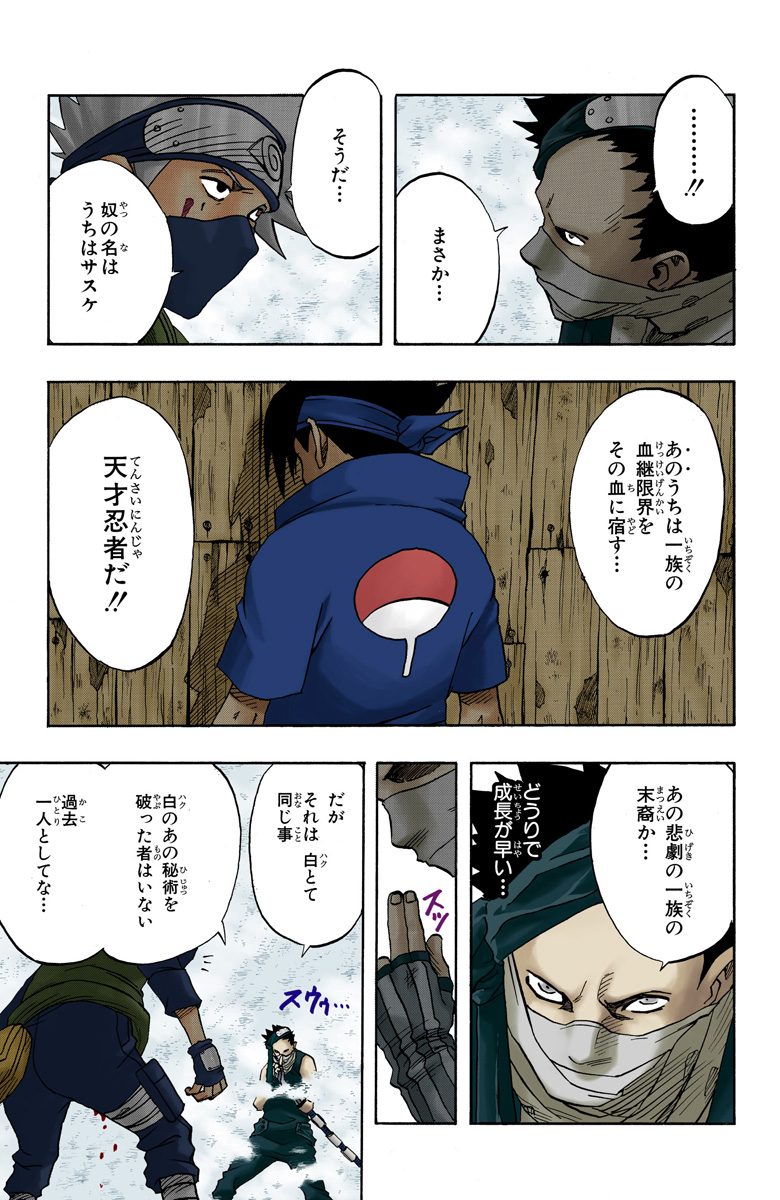 ………!!
まさか…
そうだ…
奴の名は
うちはサスケ
あのうちは一族の
血継限界を
その血に宿す…
天才忍者だ!!
あの悲劇の一族の
末裔か…
どうりで
成長が早い…
スッ
だが
それは白とて
同じ事
白のあの秘術を
破った者はいない
過去
一人としてな…
スウゥ…